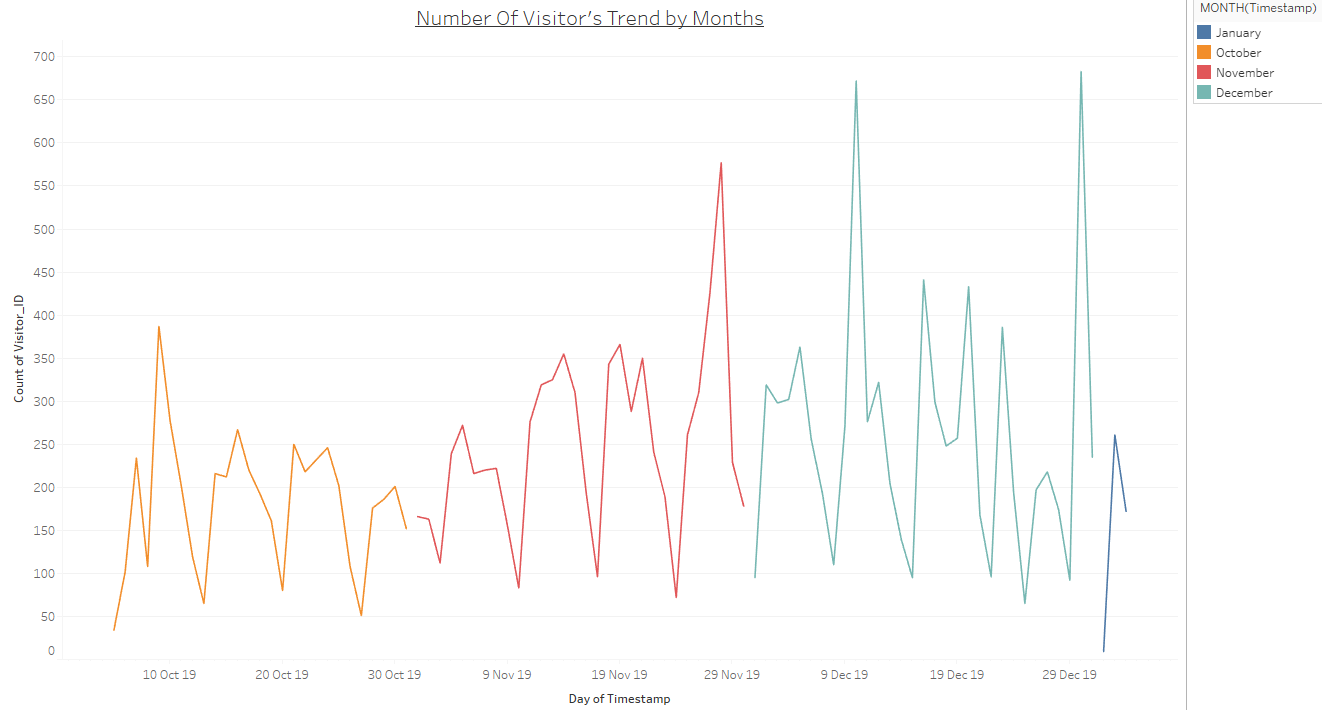 Number Of Visitor's Trend by Months
MONTH(Timestamp)
January
October
November
December
Count of Visitor_ID
700
650
600
550
500
450
400
350
300
250
200
150
100
50
0
10 Oct 19
20 Oct 19
30 Oct 19
9 Nov 19
19 Nov 19
29 Nov 19
9 Dec 19
19 Dec 19
29 Dec 19
Day of Timestamp